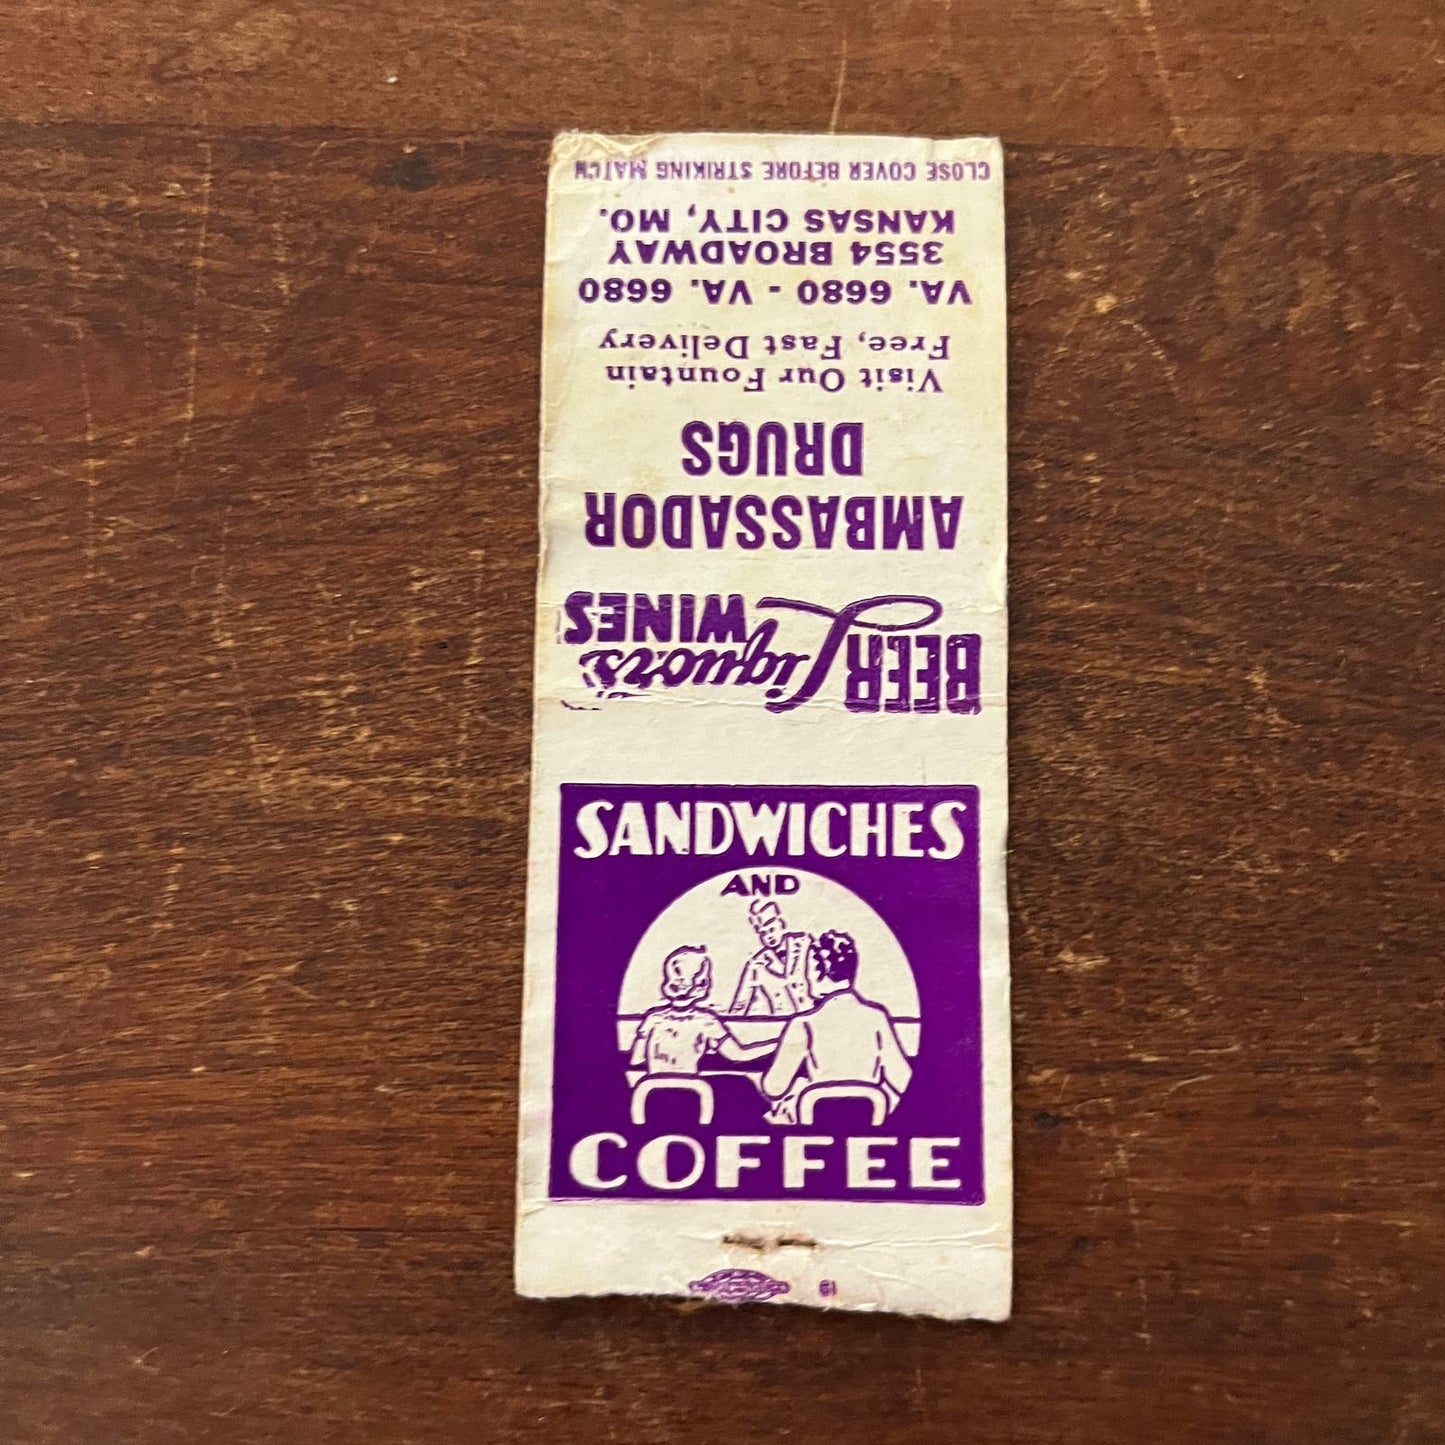 SANDWICHES
AND
COFFEE
BEER Liquors WINES
AMBASSADOR
DRUGS
Visit Our Fountain
Free, Fast Delivery
VA. 6680 - VA. 6680
3554 BROADWAY
KANSAS CITY, MO.
CLOSE COVER BEFORE STRIKING MATCH